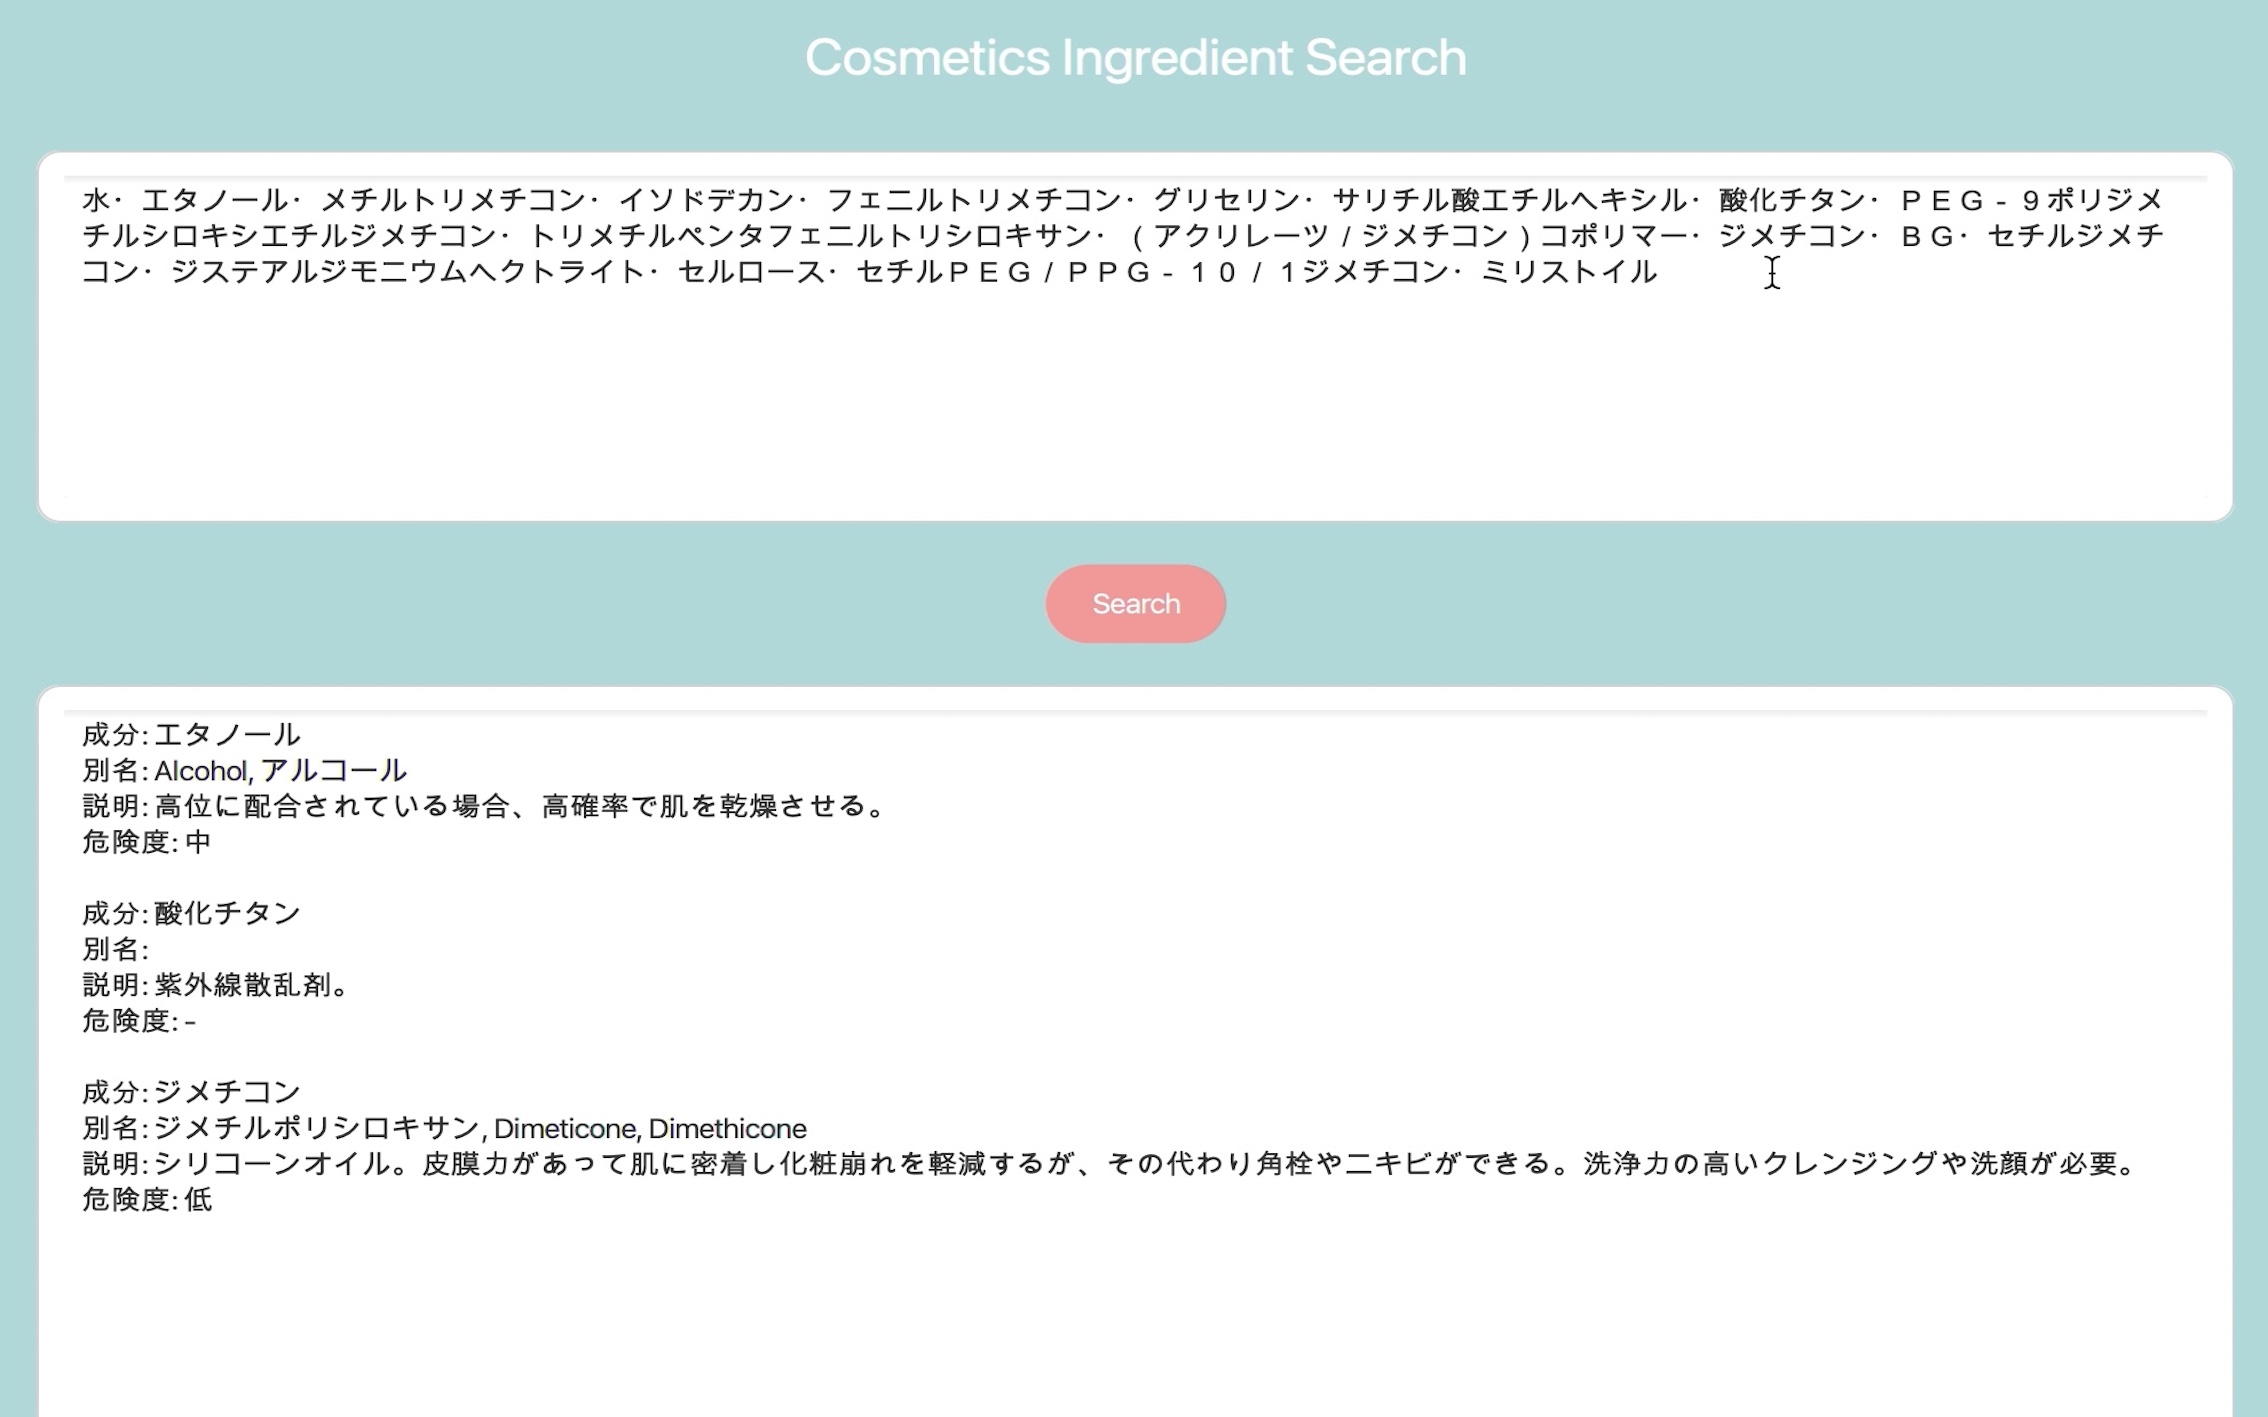 Cosmetics Ingredient Search
水・エタノール・メチルトリメチコン・イソドデカン・フェニルトリメチコン・グリセリン・サリチル酸エチルヘキシル・酸化チタン・ＰＥＧ－９ポリジメ
チルシロキシエチルジメチコン・トリメチルペンタフェニルトリシロキサン・（アクリレーツ／ジメチコン）コポリマー・ジメチコン・ＢＧ・セチルジメチ
コン・ジステアルジモニウムヘクトライト・セルロース・セチルＰＥＧ／ＰＰＧ－１０／１ジメチコン・ミリストイル
Search
成分: エタノール
別名: Alcohol, アルコール
説明: 高位に配合されている場合、高確率で肌を乾燥させる。
危険度: 中
成分: 酸化チタン
別名:
説明: 紫外線散乱剤。
危険度: -
成分: ジメチコン
別名: ジメチルポリシロキサン, Dimeticone, Dimethicone
説明: シリコーンオイル。皮膜力があって肌に密着し化粧崩れを軽減するが、その代わり角栓やニキビができる。洗浄力の高いクレンジングや洗顔が必要。
危険度: 低